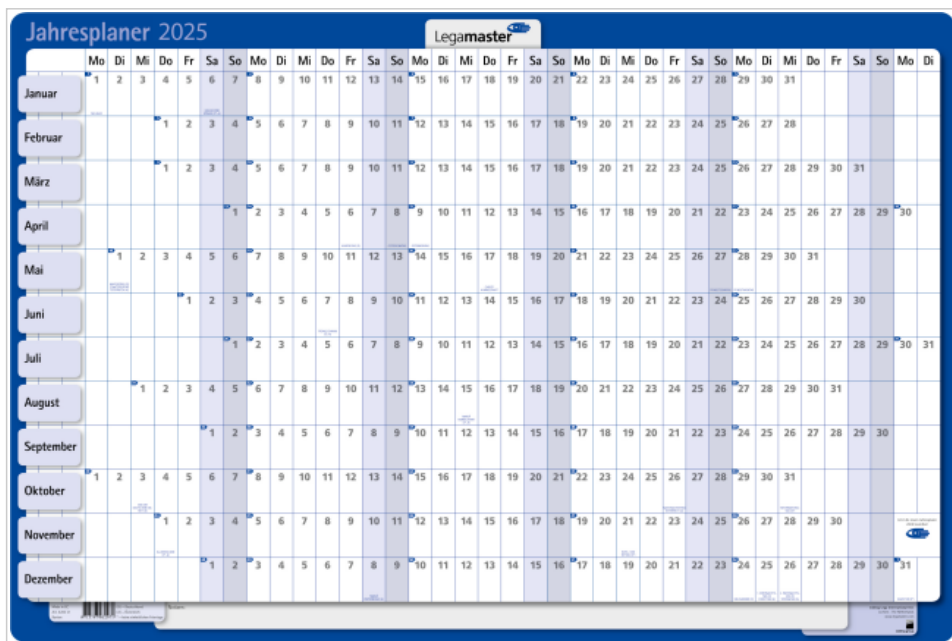 Jahresplaner 2025
Legamaster
Mo Di Mi Do Fr Sa So Mo Di Mi Do Fr Sa So Mo Di Mi Do Fr Sa So Mo Di Mi Do Fr Sa So Mo Di Mi Do Fr Sa So Mo Di
Januar 1 2 3 4 5 6 7 8 9 10 11 12 13 14 15 16 17 18 19 20 21 22 23 24 25 26 27 28 29 30 31
Februar 1 2 3 4 5 6 7 8 9 10 11 12 13 14 15 16 17 18 19 20 21 22 23 24 25 26 27 28
März 1 2 3 4 5 6 7 8 9 10 11 12 13 14 15 16 17 18 19 20 21 22 23 24 25 26 27 28 29 30 31
April 1 2 3 4 5 6 7 8 9 10 11 12 13 14 15 16 17 18 19 20 21 22 23 24 25 26 27 28 29 30
Mai 1 2 3 4 5 6 7 8 9 10 11 12 13 14 15 16 17 18 19 20 21 22 23 24 25 26 27 28 29 30 31
Juni 1 2 3 4 5 6 7 8 9 10 11 12 13 14 15 16 17 18 19 20 21 22 23 24 25 26 27 28 29 30
Juli 1 2 3 4 5 6 7 8 9 10 11 12 13 14 15 16 17 18 19 20 21 22 23 24 25 26 27 28 29 30 31
August 1 2 3 4 5 6 7 8 9 10 11 12 13 14 15 16 17 18 19 20 21 22 23 24 25 26 27 28 29 30 31
September 1 2 3 4 5 6 7 8 9 10 11 12 13 14 15 16 17 18 19 20 21 22 23 24 25 26 27 28 29 30
Oktober 1 2 3 4 5 6 7 8 9 10 11 12 13 14 15 16 17 18 19 20 21 22 23 24 25 26 27 28 29 30 31
November 1 2 3 4 5 6 7 8 9 10 11 12 13 14 15 16 17 18 19 20 21 22 23 24 25 26 27 28 29 30
Dezember 1 2 3 4 5 6 7 8 9 10 11 12 13 14 15 16 17 18 19 20 21 22 23 24 25 26 27 28 29 30 31